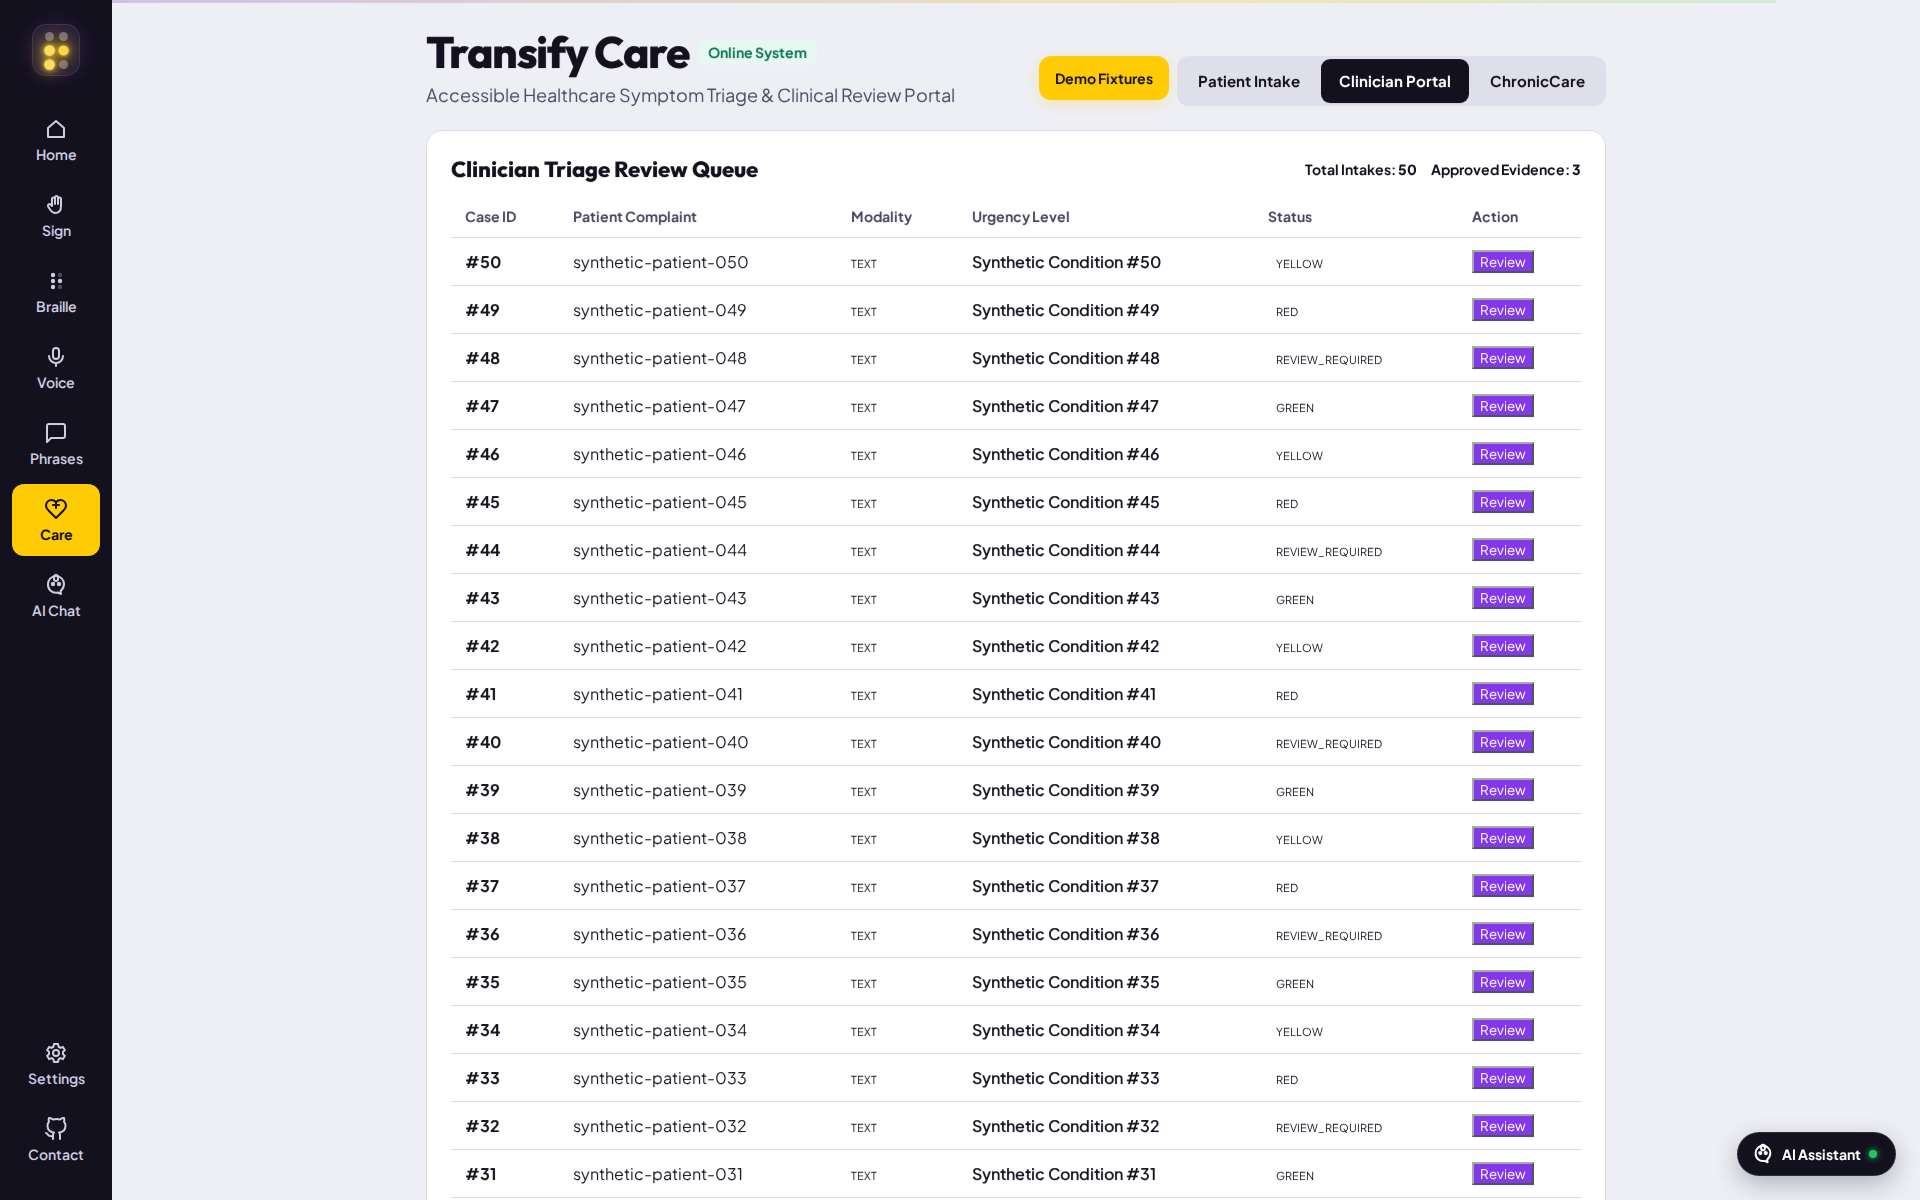 Home
Sign
Braille
Voice
Phrases
Care
AI Chat
Settings
Contact
Transify Care Online System
Accessible Healthcare Symptom Triage & Clinical Review Portal
Demo Fixtures Patient Intake Clinician Portal ChronicCare
Clinician Triage Review Queue Total Intakes: 50 Approved Evidence: 3
Case ID Patient Complaint Modality Urgency Level Status Action
#50 synthetic-patient-050 TEXT Synthetic Condition #50 YELLOW Review
#49 synthetic-patient-049 TEXT Synthetic Condition #49 RED Review
#48 synthetic-patient-048 TEXT Synthetic Condition #48 REVIEW_REQUIRED Review
#47 synthetic-patient-047 TEXT Synthetic Condition #47 GREEN Review
#46 synthetic-patient-046 TEXT Synthetic Condition #46 YELLOW Review
#45 synthetic-patient-045 TEXT Synthetic Condition #45 RED Review
#44 synthetic-patient-044 TEXT Synthetic Condition #44 REVIEW_REQUIRED Review
#43 synthetic-patient-043 TEXT Synthetic Condition #43 GREEN Review
#42 synthetic-patient-042 TEXT Synthetic Condition #42 YELLOW Review
#41 synthetic-patient-041 TEXT Synthetic Condition #41 RED Review
#40 synthetic-patient-040 TEXT Synthetic Condition #40 REVIEW_REQUIRED Review
#39 synthetic-patient-039 TEXT Synthetic Condition #39 GREEN Review
#38 synthetic-patient-038 TEXT Synthetic Condition #38 YELLOW Review
#37 synthetic-patient-037 TEXT Synthetic Condition #37 RED Review
#36 synthetic-patient-036 TEXT Synthetic Condition #36 REVIEW_REQUIRED Review
#35 synthetic-patient-035 TEXT Synthetic Condition #35 GREEN Review
#34 synthetic-patient-034 TEXT Synthetic Condition #34 YELLOW Review
#33 synthetic-patient-033 TEXT Synthetic Condition #33 RED Review
#32 synthetic-patient-032 TEXT Synthetic Condition #32 REVIEW_REQUIRED Review
#31 synthetic-patient-031 TEXT Synthetic Condition #31 GREEN Review
AI Assistant